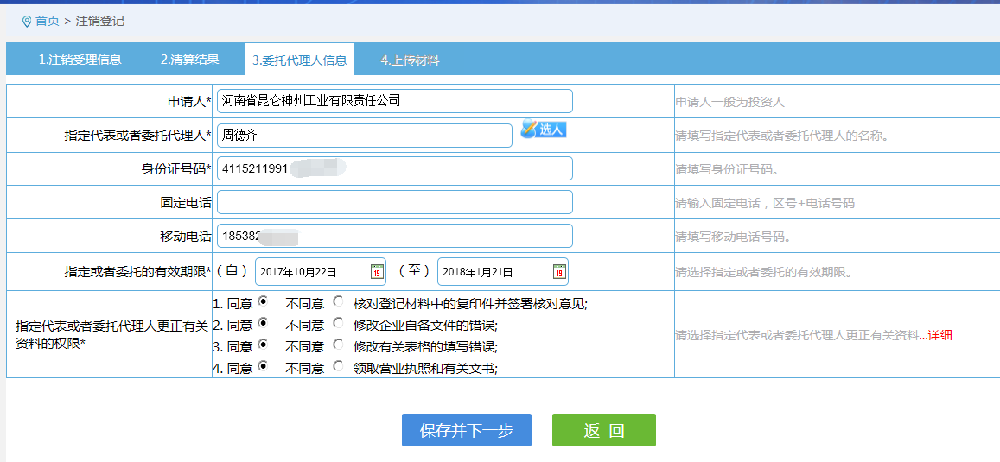 首页 > 注销登记
1.注销受理信息 2.清算结果 3.委托代理人信息 4.上传材料
申请人* 河南省昆仑神州工业有限责任公司 申请人一般为投资人
指定代表或者委托代理人* 周德齐 选人 请填写指定代表或者委托代理人的名称。
身份证号码* 4115211991 请填写身份证号码。
固定电话 请输入固定电话，区号+电话号码
移动电话 18538 请填写移动电话号码。
指定或者委托的有效期限* （自） 2017年10月22日 19 （至） 2018年1月21日 19 请选择指定或者委托的有效期限。
指定代表或者委托代理人更正有关
资料的权限*
1. 同意 不同意 核对登记材料中的复印件并签署核对意见;
2. 同意 不同意 修改企业自备文件的错误;
3. 同意 不同意 修改有关表格的填写错误;
4. 同意 不同意 领取营业执照和有关文书;
请选择指定代表或者委托代理人更正有关资料...详细
保存并下一步 返 回